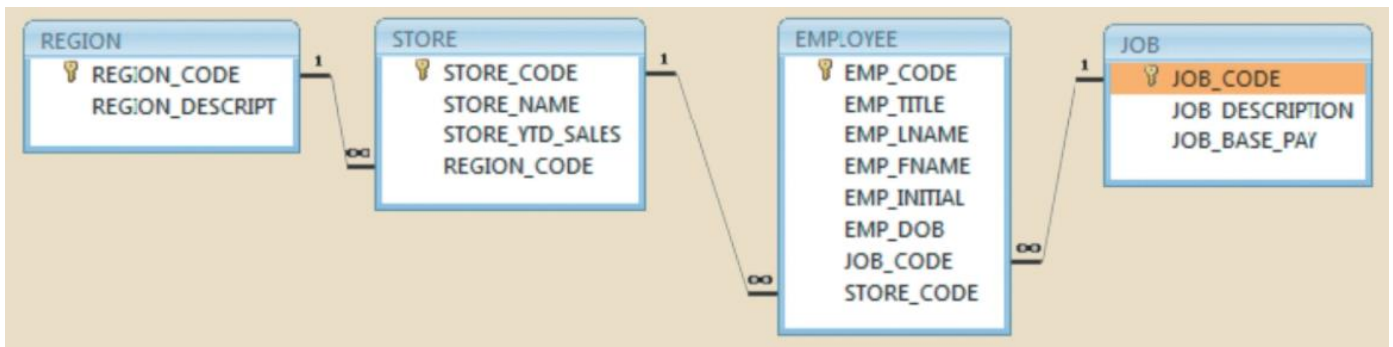 REGION
REGION_CODE
REGION_DESCRIPT
1
∞
STORE
STORE_CODE
STORE_NAME
STORE_YTD_SALES
REGION_CODE
1
∞
EMPLOYEE
EMP_CODE
EMP_TITLE
EMP_LNAME
EMP_FNAME
EMP_INITIAL
EMP_DOB
JOB_CODE
STORE_CODE
1
∞
JOB
JOB_CODE
JOB_DESCRIPTION
JOB_BASE_PAY